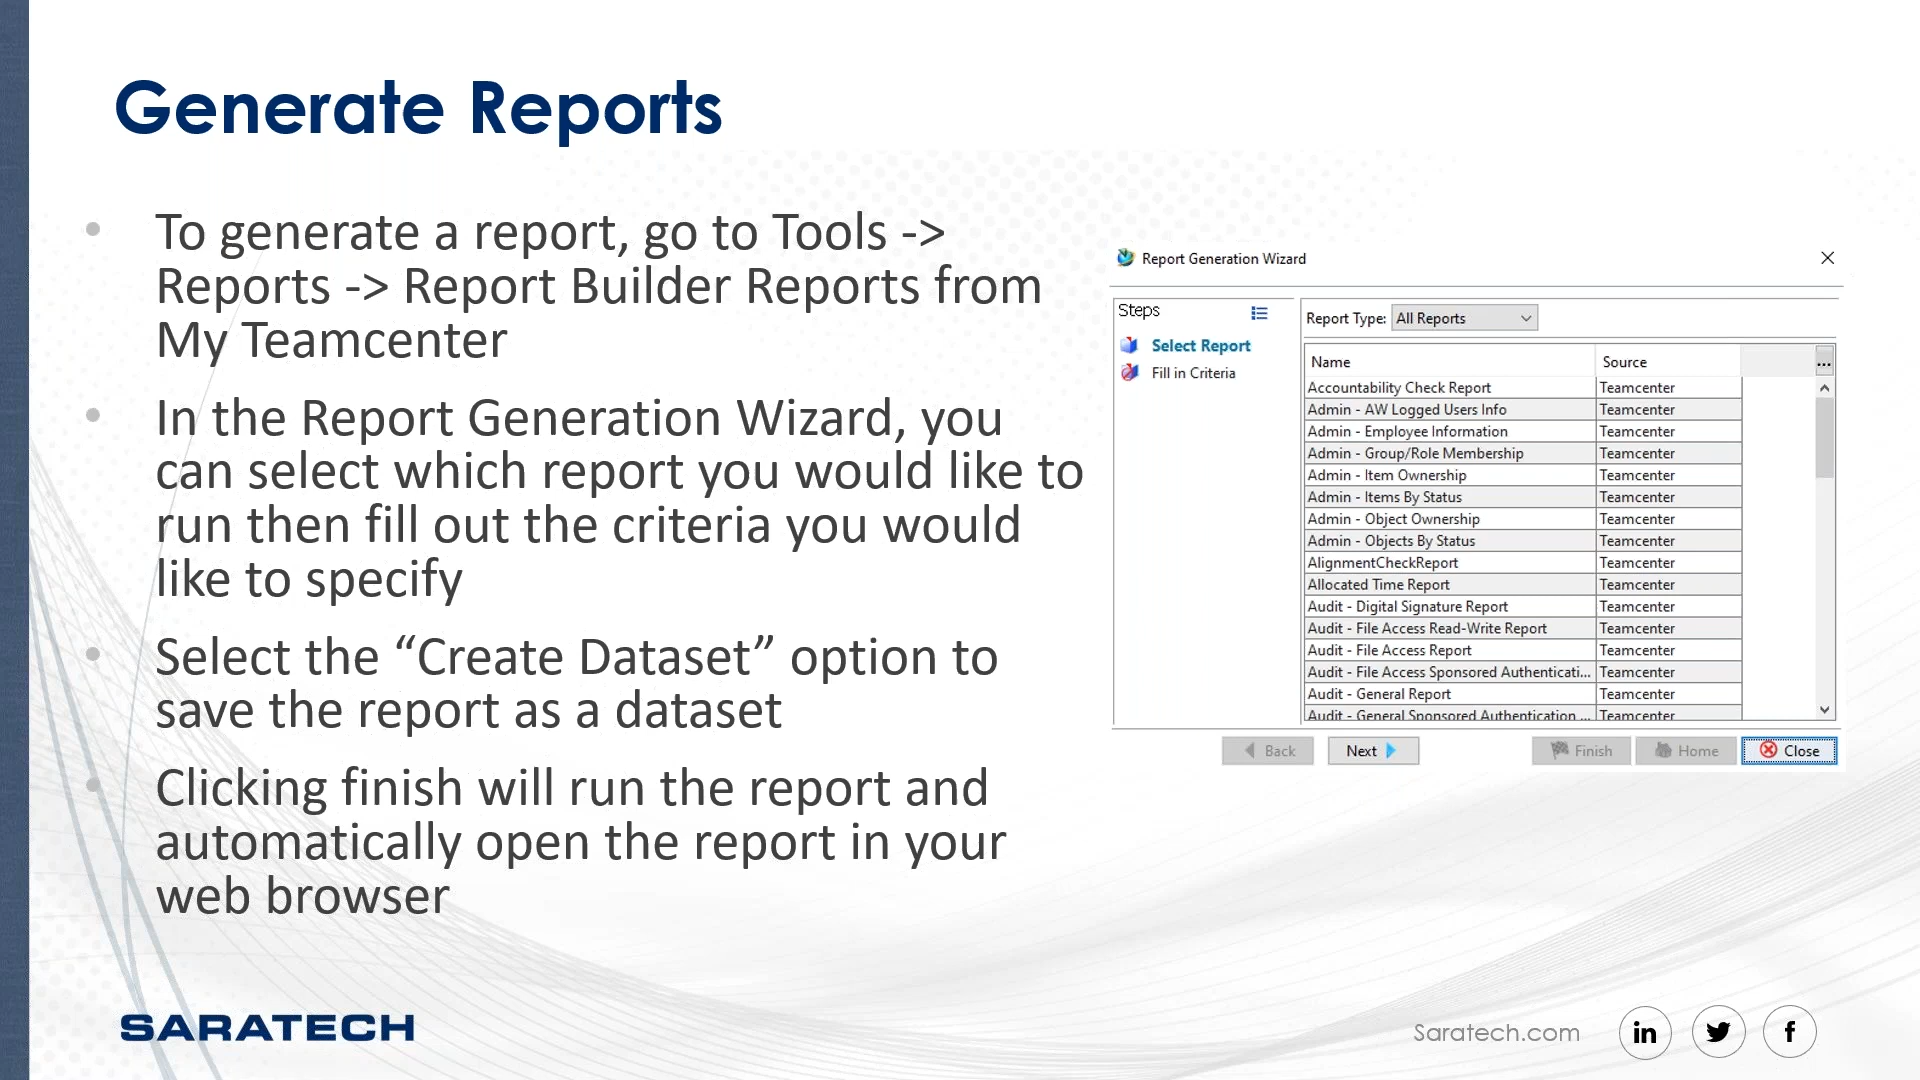 Generate Reports
To generate a report, go to Tools ->
Reports -> Report Builder Reports from
My Teamcenter
In the Report Generation Wizard, you
can select which report you would like to
run then fill out the criteria you would
like to specify
Select the “Create Dataset” option to
save the report as a dataset
Clicking finish will run the report and
automatically open the report in your
web browser
Report Generation Wizard
Steps
Select Report
Fill in Criteria
Report Type: All Reports
Name Source
...
Accountability Check Report Teamcenter
Admin - AW Logged Users Info Teamcenter
Admin - Employee Information Teamcenter
Admin - Group/Role Membership Teamcenter
Admin - Item Ownership Teamcenter
Admin - Items By Status Teamcenter
Admin - Object Ownership Teamcenter
Admin - Objects By Status Teamcenter
AlignmentCheckReport Teamcenter
Allocated Time Report Teamcenter
Audit - Digital Signature Report Teamcenter
Audit - File Access Read-Write Report Teamcenter
Audit - File Access Report Teamcenter
Audit - File Access Sponsored Authenticati... Teamcenter
Audit - General Report Teamcenter
Audit - General Sponsored Authentication ... Teamcenter
Back Next Finish Home Close
SARATECH
Saratech.com
in
f